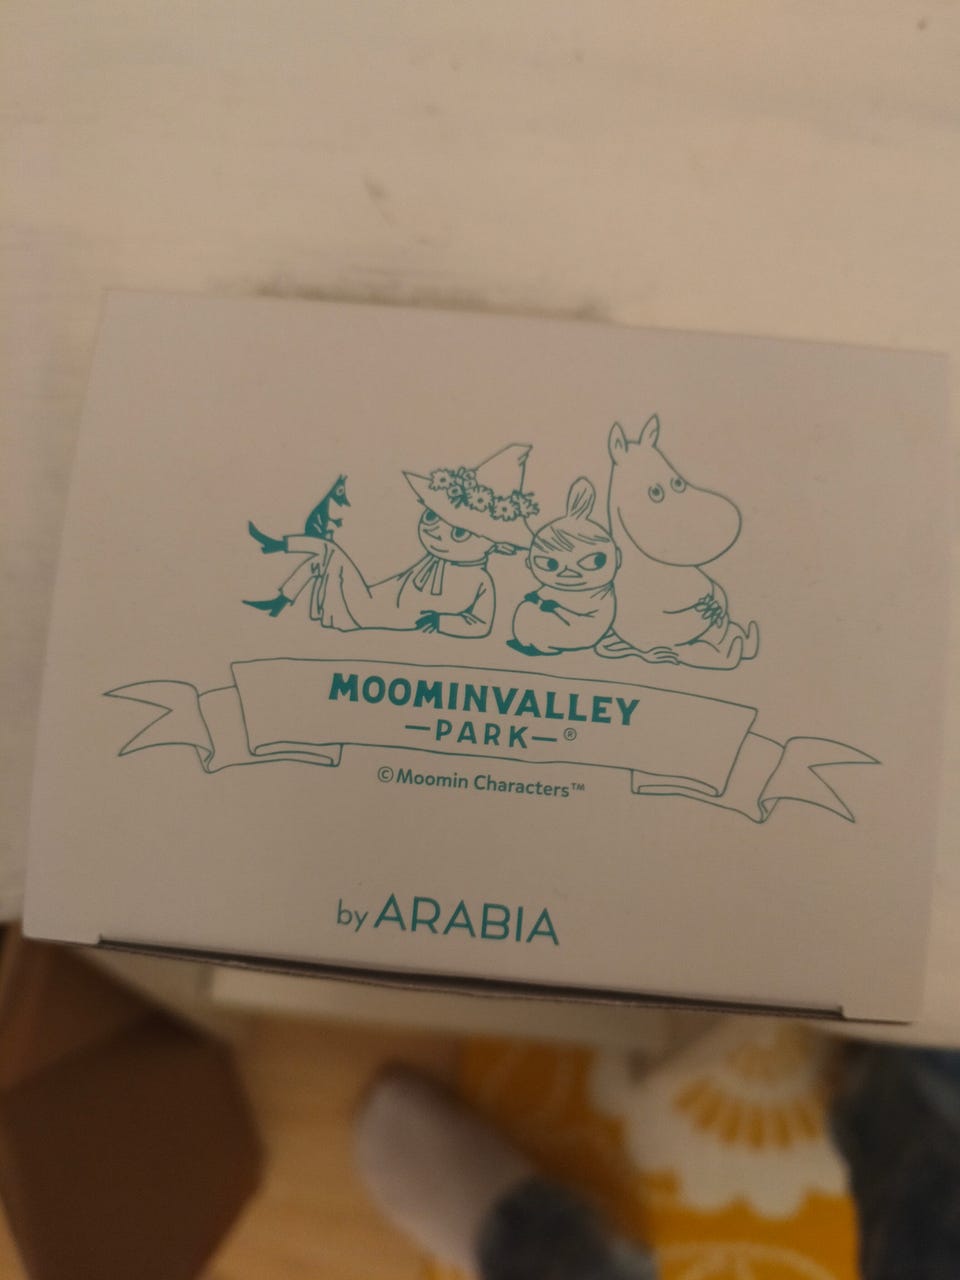 MOOMINVALLEY
—PARK—®
©Moomin Characters™
by ARABIA